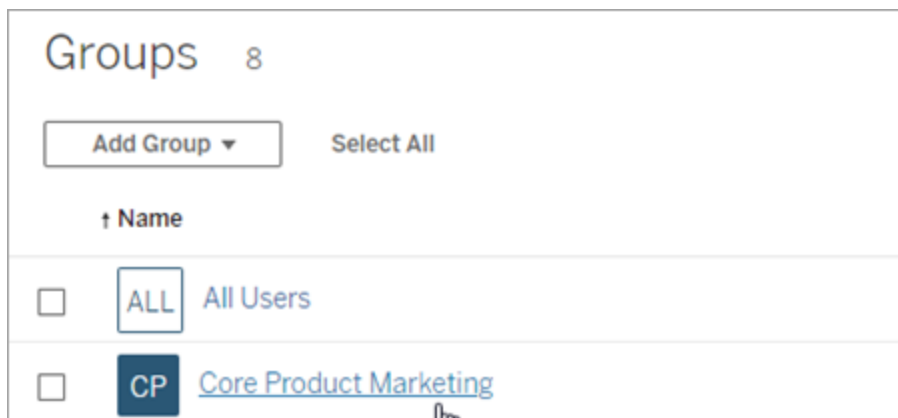 Groups 8
Add Group ▾ Select All
↑ Name
ALL All Users
CP Core Product Marketing